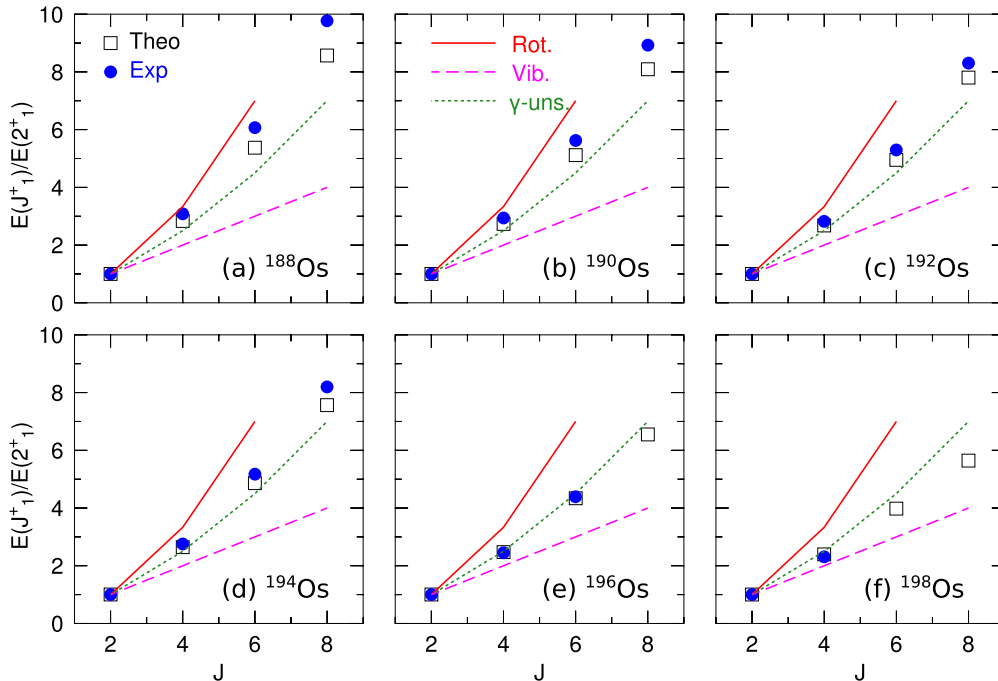 10
8
6
4
2
0
E(J⁺₁)/E(2⁺₁)
Theo
Exp
(a) ¹⁸⁸Os
Rot.
Vib.
γ-uns.
(b) ¹⁹⁰Os
(c) ¹⁹²Os
10
8
6
4
2
0
E(J⁺₁)/E(2⁺₁)
(d) ¹⁹⁴Os
(e) ¹⁹⁶Os
(f) ¹⁹⁸Os
2 4 6 8
2 4 6 8
2 4 6 8
J
J
J